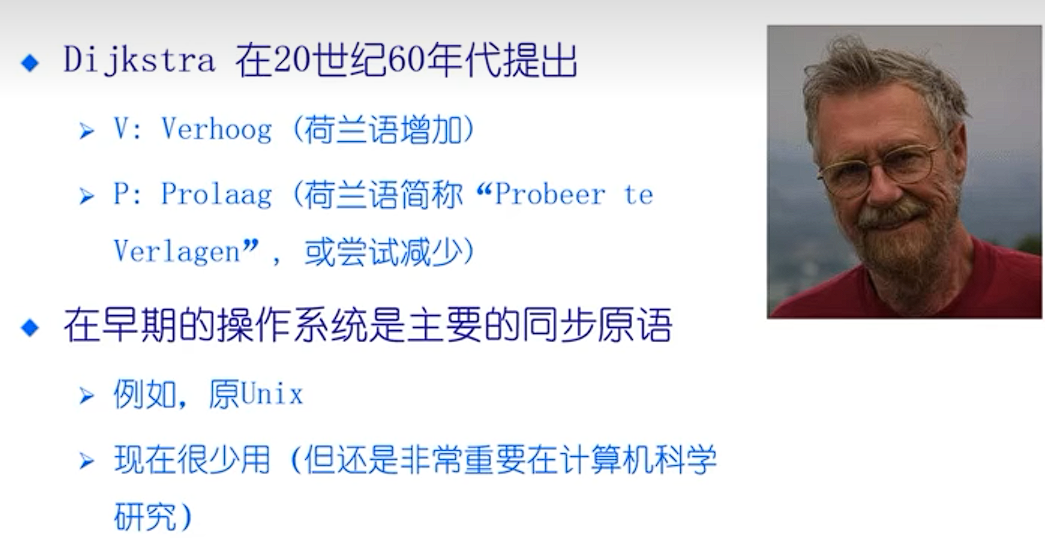 Dijkstra 在20世纪60年代提出
V: Verhoog (荷兰语增加)
P: Prolaag (荷兰语简称“Probeer te
Verlagen”, 或尝试减少)
在早期的操作系统是主要的同步原语
例如, 原Unix
现在很少用 (但还是非常重要在计算机科学
研究)